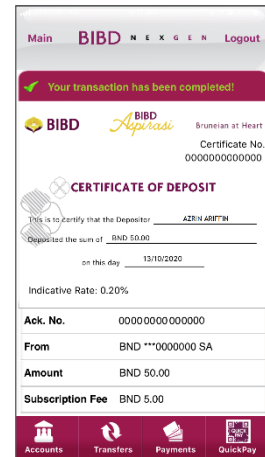 Main BIBD NEXGEN Logout
Your transaction has been completed!
BIBD BIBD Aspirasi Bruneian at Heart
Certificate No.
0000000000000
CERTIFICATE OF DEPOSIT
This is to certify that the Depositor AZRIN ARIFFIN
Deposited the sum of BND 50.00
on this day 13/10/2020
Indicative Rate: 0.20%
Ack. No. 00000000000000
From BND ***0000000 SA
Amount BND 50.00
Subscription Fee BND 5.00
QUICK PAY
Accounts Transfers Payments QuickPay